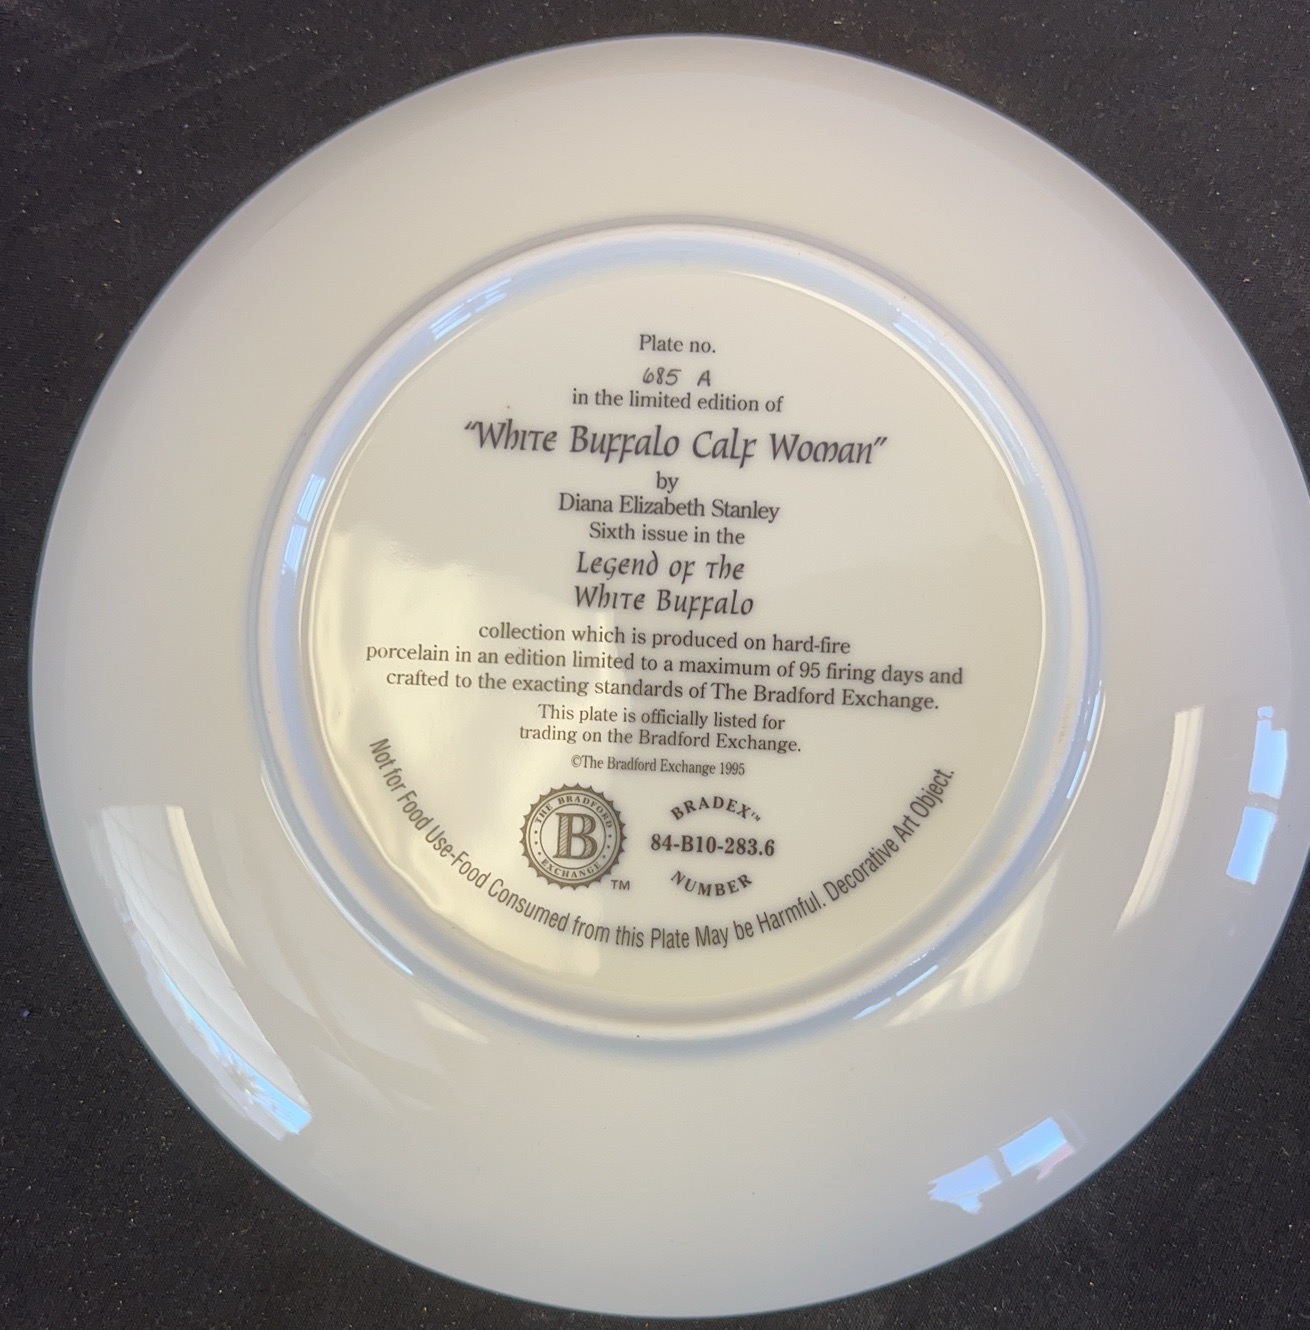 Plate no.
685 A
in the limited edition of
“White Buffalo Calf Woman”
by
Diana Elizabeth Stanley
Sixth issue in the
Legend of the
White Buffalo
collection which is produced on hard-fire
porcelain in an edition limited to a maximum of 95 firing days and
crafted to the exacting standards of The Bradford Exchange.
This plate is officially listed for
trading on the Bradford Exchange.
©The Bradford Exchange 1995
THE BRADFORD
B
EXCHANGE
TM
BRADEX™
84-B10-283.6
NUMBER
Not for Food Use-Food Consumed from this Plate May be Harmful. Decorative Art Object.